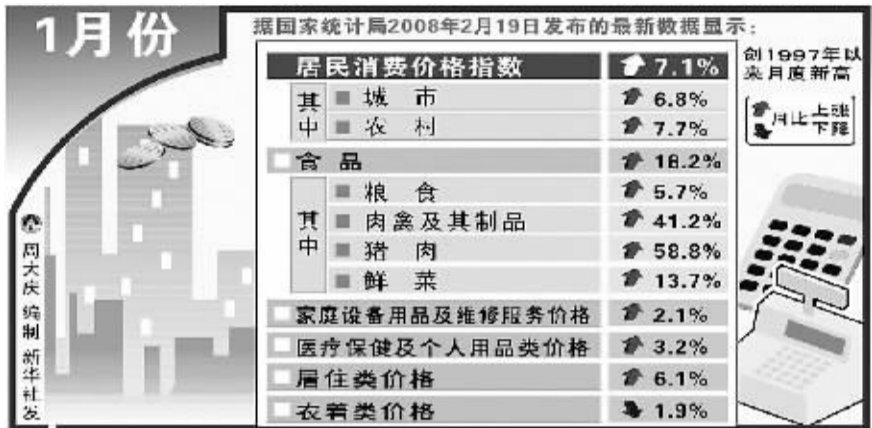 1月份
据国家统计局2008年2月19日发布的最新数据显示:
居民消费价格指数 7.1%
创1997年以
来月度新高
其中
城市 6.8%
农村 7.7%
月比上涨
下降
食品 18.2%
其中
粮食 5.7%
肉禽及其制品 41.2%
猪肉 58.8%
鲜菜 13.7%
家庭设备用品及维修服务价格 2.1%
医疗保健及个人用品类价格 3.2%
居住类价格 6.1%
衣着类价格 1.9%
周大庆 编制 新华社发